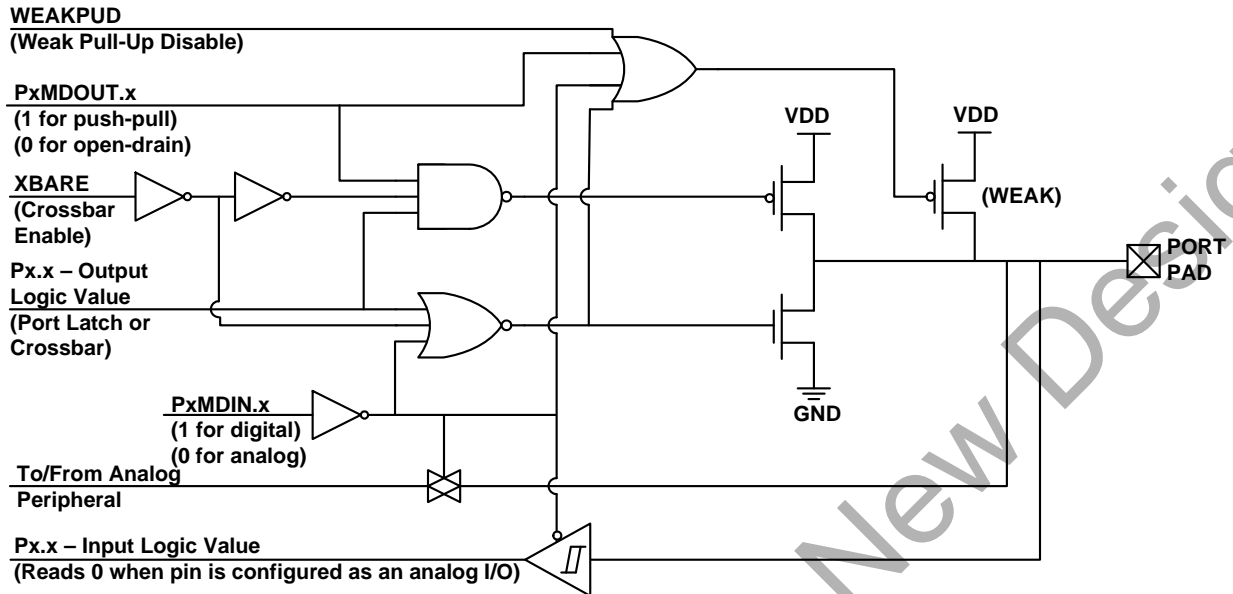 WEAKPUD
(Weak Pull-Up Disable)
PxMDOUT.x
(1 for push-pull)
(0 for open-drain)
XBARE
(Crossbar
Enable)
Px.x – Output
Logic Value
(Port Latch or
Crossbar)
PxMDIN.x
(1 for digital)
(0 for analog)
To/From Analog
Peripheral
Px.x – Input Logic Value
(Reads 0 when pin is configured as an analog I/O)
VDD
VDD
(WEAK)
PORT
PAD
GND
New